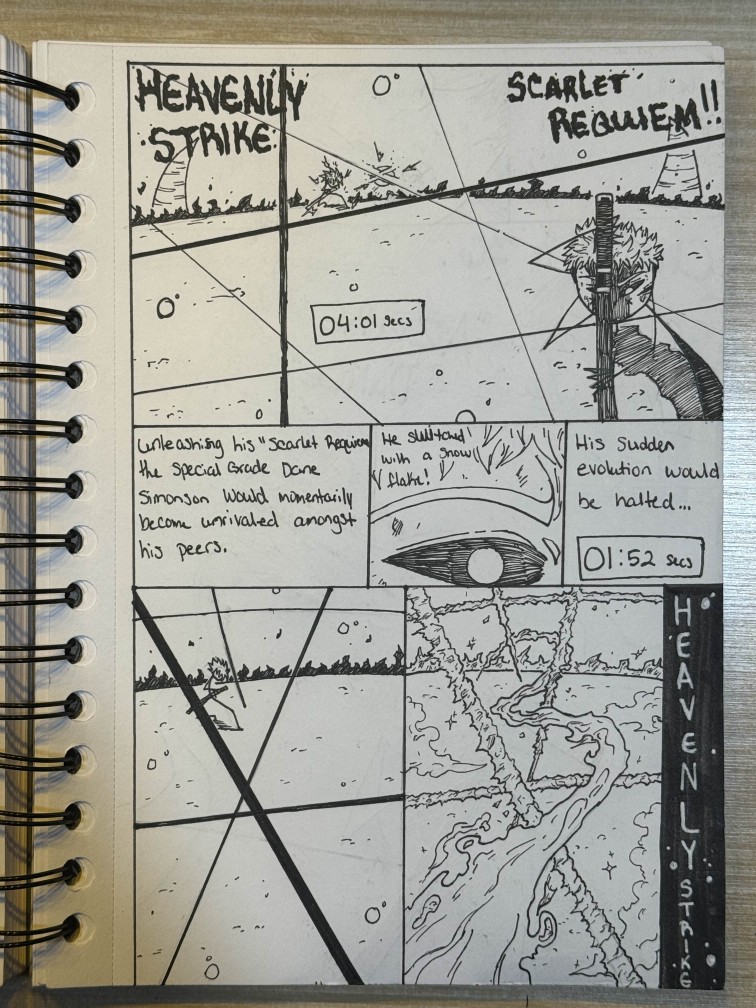 HEAVENLY
STRIKE
SCARLET
REQUIEM!!
04:01 secs
Unleashing his "Scarlet Requiem
the Special Grade Dane
Simonson would momentarily
become unrivaled amongst
his peers.
He switched
with a snow
flake!
His sudden
evolution would
be halted...
01:52 secs
HEAVENLY STRIKE